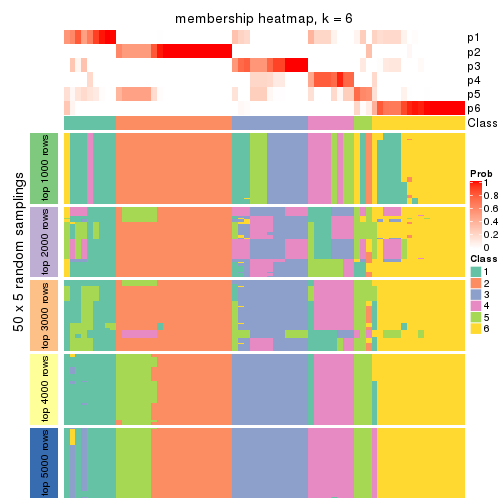 membership heatmap, k = 6
p1
p2
p3
p4
p5
p6
Class
50 x 5 random samplings
top 1000 rows
top 2000 rows
top 3000 rows
top 4000 rows
top 5000 rows
Prob
1
0.8
0.6
0.4
0.2
0
Class
1
2
3
4
5
6